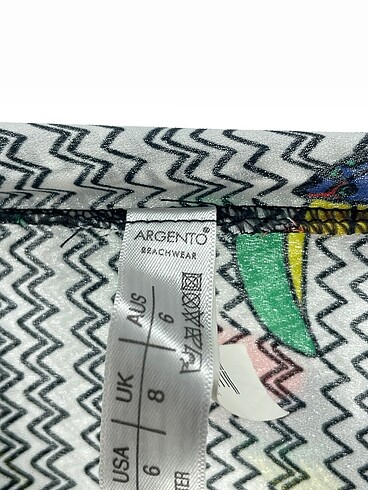 ARGENTO®
BEACHWEAR
AUS | 6
UK | 8
USA | 6